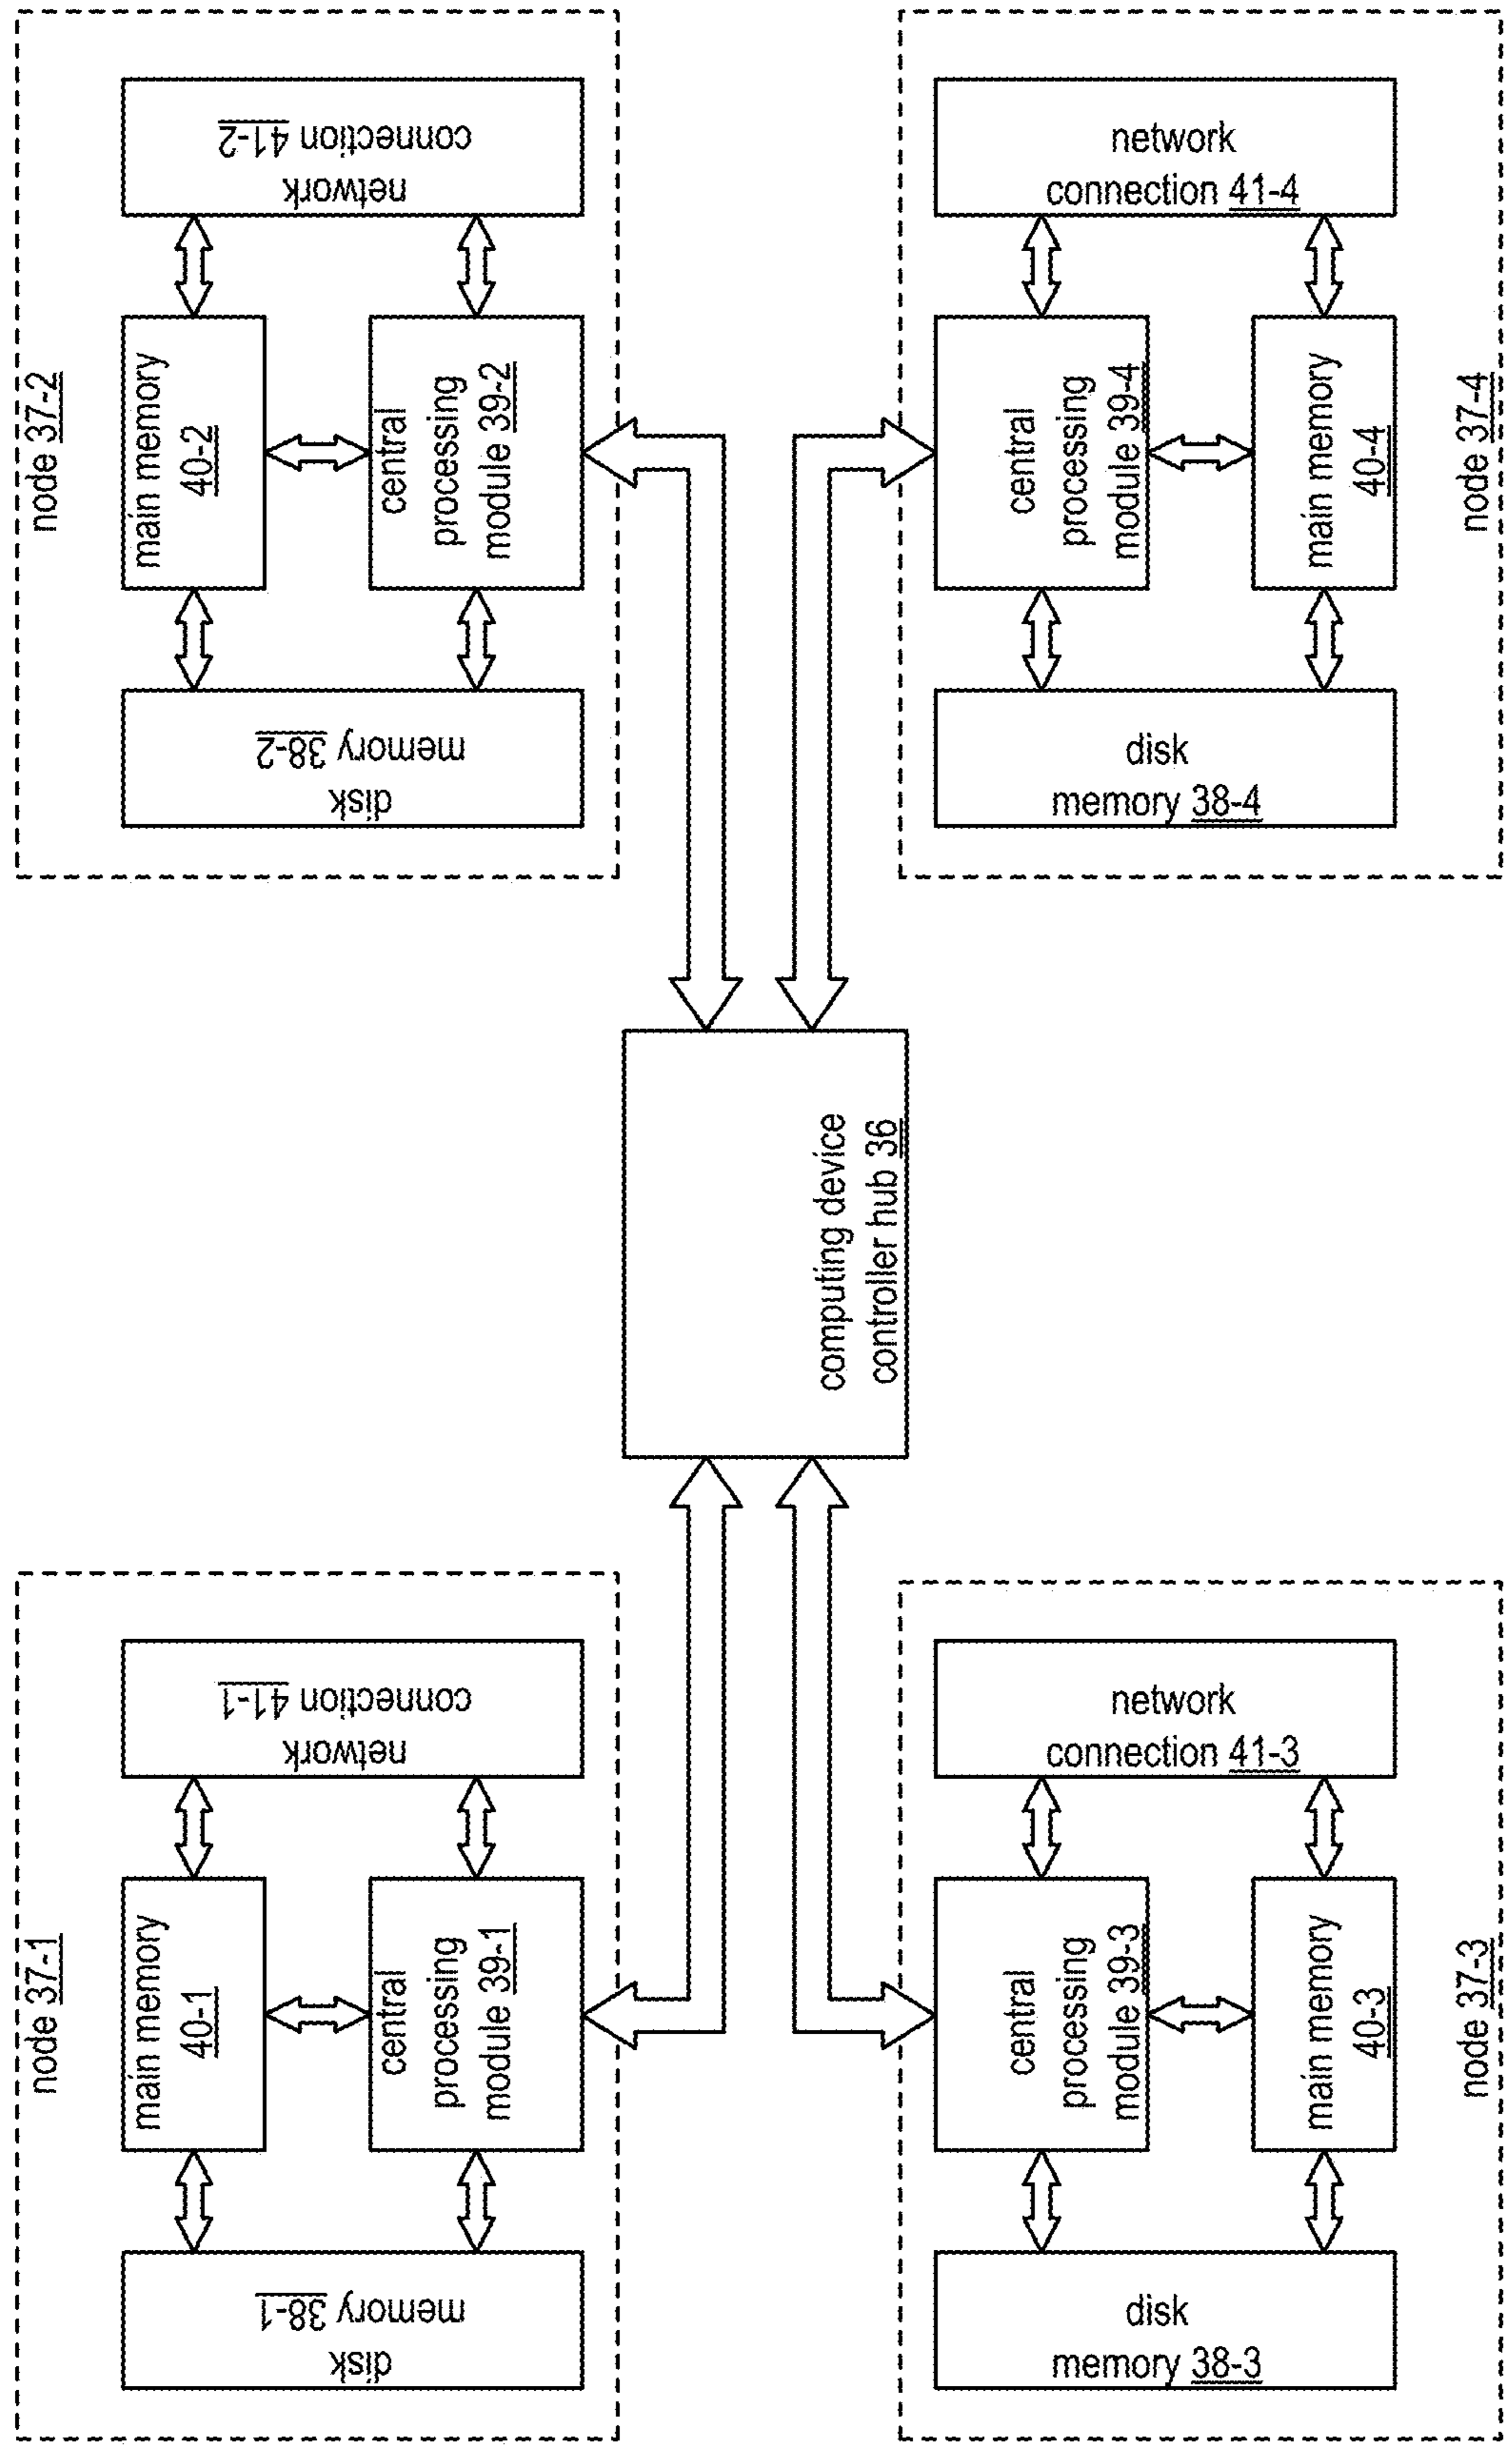 node 37-1
main memory
40-1
central
processing
module 39-1
disk
memory 38-1
network
connection 41-1
node 37-2
main memory
40-2
central
processing
module 39-2
disk
memory 38-2
network
connection 41-2
computing device
controller hub 36
disk
memory 38-3
central
processing
module 39-3
main memory
40-3
network
connection 41-3
node 37-3
disk
memory 38-4
central
processing
module 39-4
main memory
40-4
network
connection 41-4
node 37-4